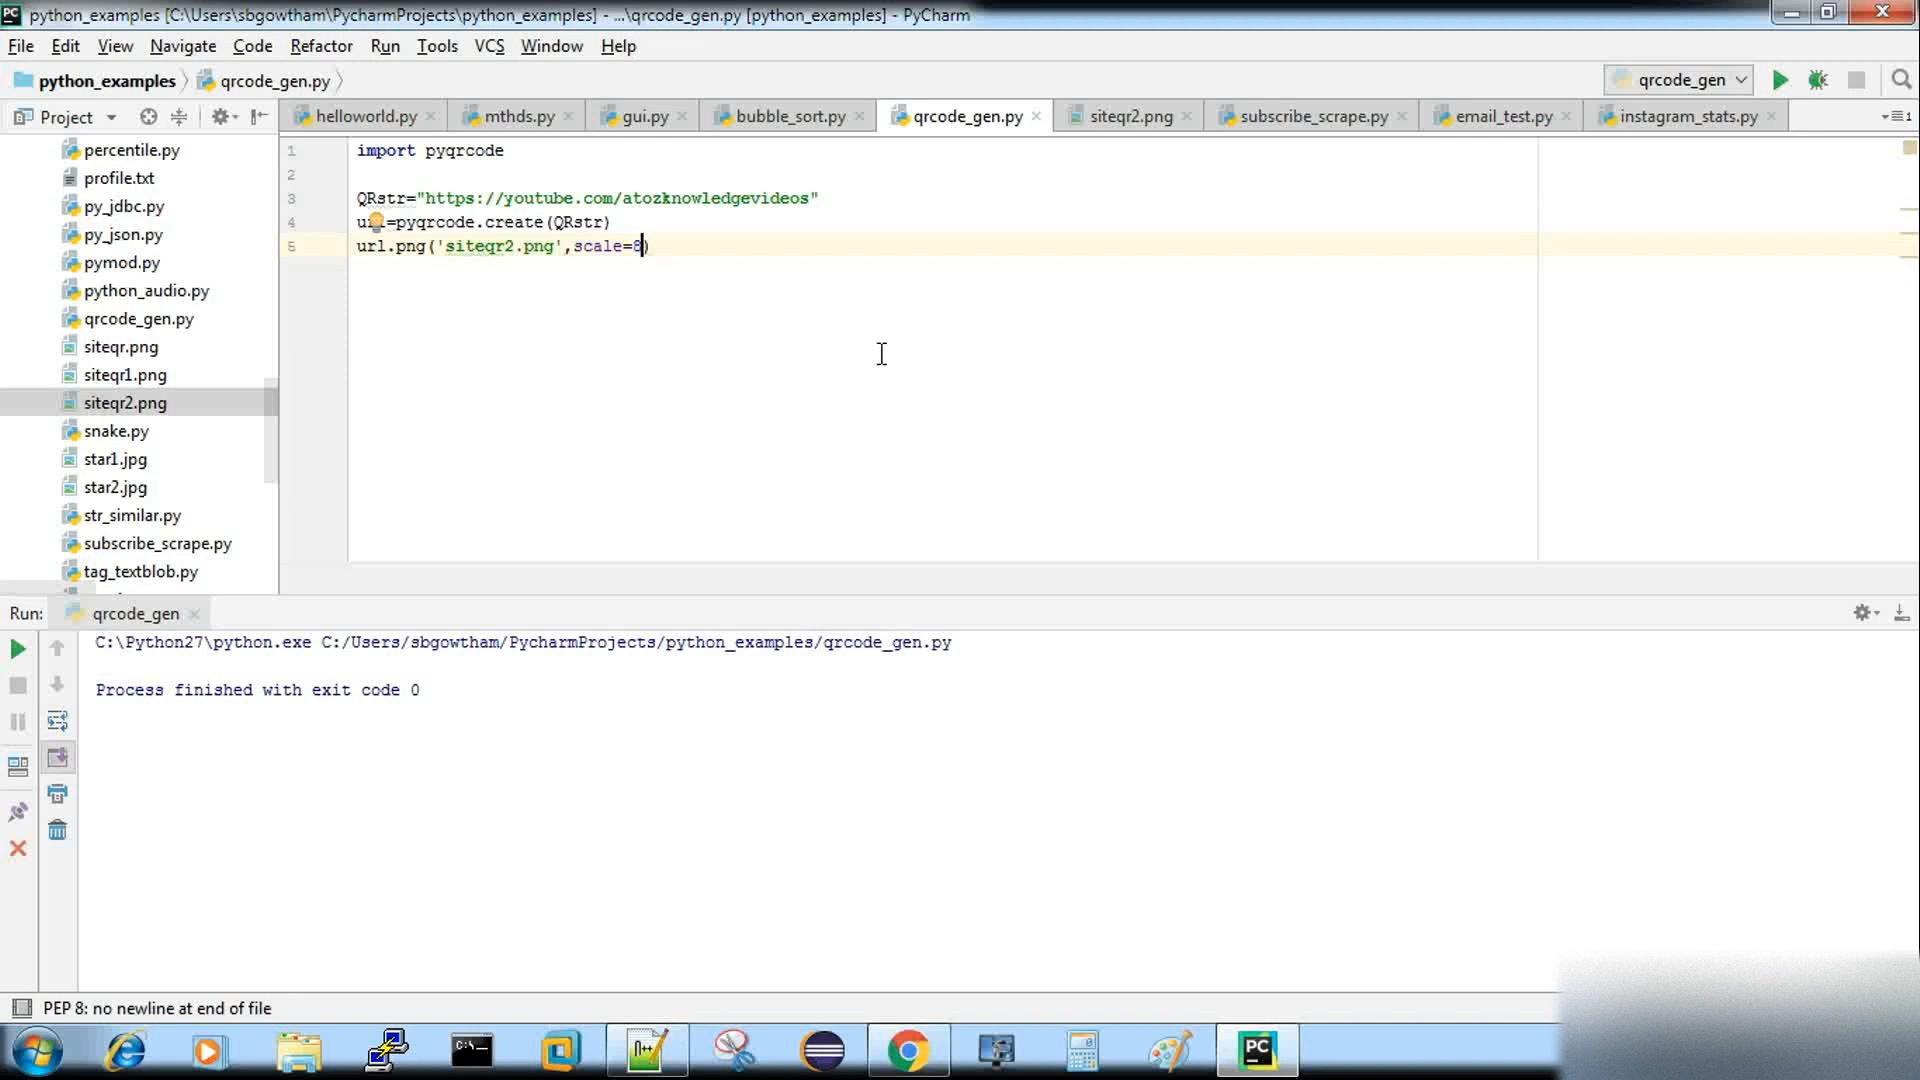 PC python_examples [C:\Users\sbgowtham\PycharmProjects\python_examples] - ...\qrcode_gen.py [python_examples] - PyCharm
File Edit View Navigate Code Refactor Run Tools VCS Window Help
python_examples qrcode_gen.py qrcode_gen
Project helloworld.py mthds.py gui.py bubble_sort.py qrcode_gen.py siteqr2.png subscribe_scrape.py email_test.py instagram_stats.py 1
percentile.py
profile.txt
py_jdbc.py
py_json.py
pymod.py
python_audio.py
qrcode_gen.py
siteqr.png
siteqr1.png
siteqr2.png
snake.py
star1.jpg
star2.jpg
str_similar.py
subscribe_scrape.py
tag_textblob.py
1 import pyqrcode
2
3 QRstr="https://youtube.com/atozknowledgevideos"
4 url=pyqrcode.create(QRstr)
5 url.png('siteqr2.png',scale=8)
Run: qrcode_gen
C:\Python27\python.exe C:/Users/sbgowtham/PycharmProjects/python_examples/qrcode_gen.py
Process finished with exit code 0
PEP 8: no newline at end of file
C:\ N++ PC